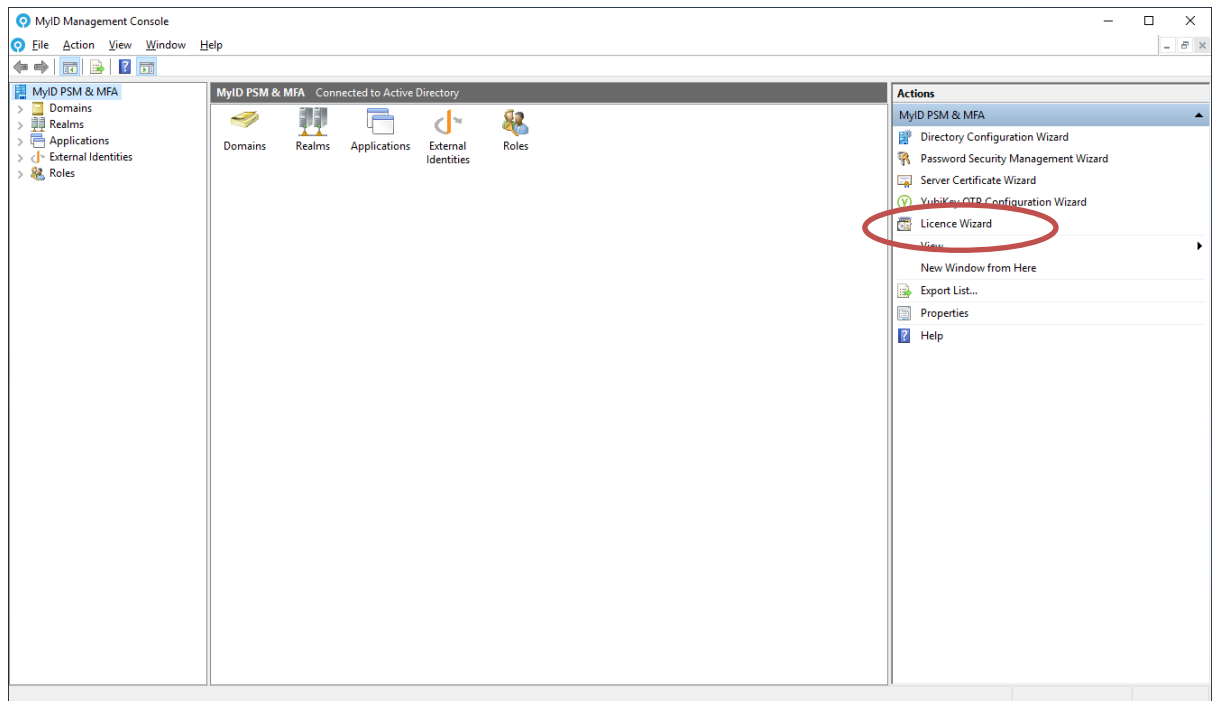 MyID Management Console
File Action View Window Help
MyID PSM & MFA
Domains
Realms
Applications
External Identities
Roles
MyID PSM & MFA Connected to Active Directory
Domains Realms Applications External Identities Roles
Actions
MyID PSM & MFA
Directory Configuration Wizard
Password Security Management Wizard
Server Certificate Wizard
YubiKey OTP Configuration Wizard
Licence Wizard
View
New Window from Here
Export List...
Properties
Help